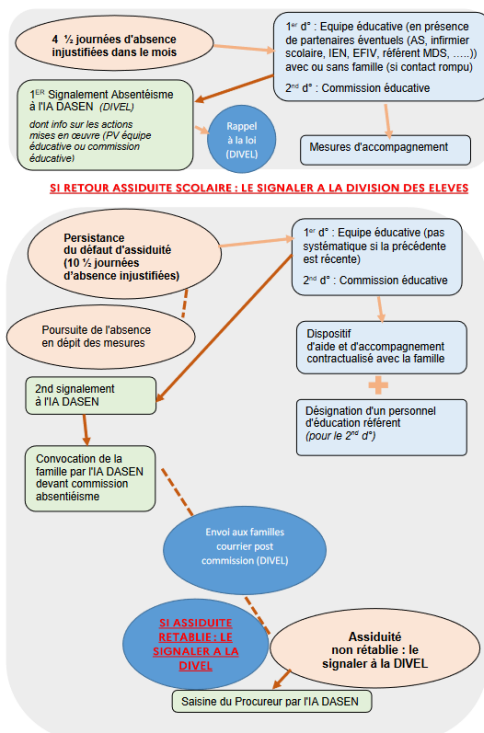 4 ½ journées d'absence
injustifiées dans le mois
1er d° : Equipe éducative (en présence
de partenaires éventuels (AS, infirmier
scolaire, IEN, EFIV, référent MDS, …..))
avec ou sans famille (si contact rompu)
2nd d° : Commission éducative
1ER Signalement Absentéisme
à l'IA DASEN (DIVEL)
dont info sur les actions
mises en œuvre (PV équipe
éducative ou commission
éducative)
Rappel
à la loi
(DIVEL)
Mesures d'accompagnement
SI RETOUR ASSIDUITE SCOLAIRE : LE SIGNALER A LA DIVISION DES ELEVES
Persistance
du défaut d'assiduité
(10 ½ journées
d'absence injustifiées)
1er d° : Equipe éducative (pas
systématique si la précédente
est récente)
2nd d° : Commission éducative
Poursuite de l'absence
en dépit des mesures
Dispositif
d'aide et d'accompagnement
contractualisé avec la famille
2nd signalement
à l'IA DASEN
Désignation d'un personnel
d'éducation référent
(pour le 2nd d°)
Convocation de la
famille par l'IA DASEN
devant commission
absentéisme
Envoi aux familles
courrier post
commission (DIVEL)
SI ASSIDUITE
RETABLIE : LE
SIGNALER A LA
DIVEL
Assiduité
non rétablie : le
signaler à la DIVEL
Saisine du Procureur par l'IA DASEN